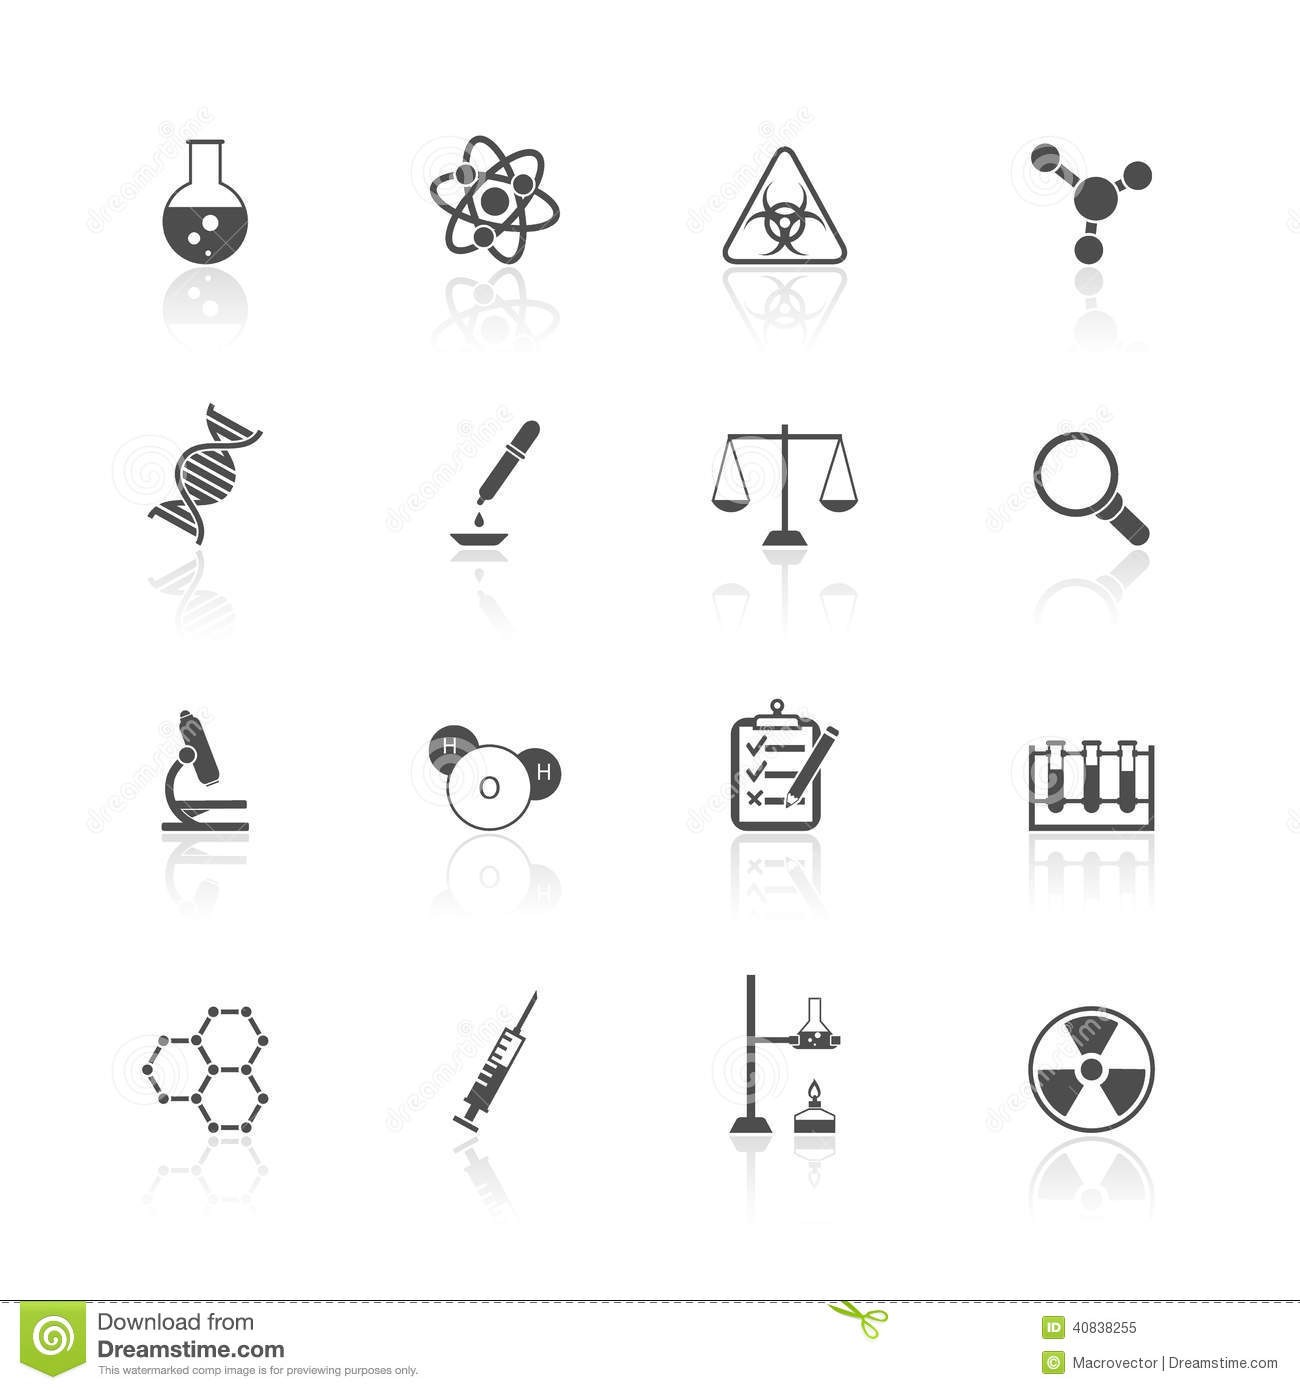 H
H
O
Download from
Dreamstime.com
This watermarked comp image is for previewing purposes only.
ID 40838255
© Macrovector | Dreamstime.com